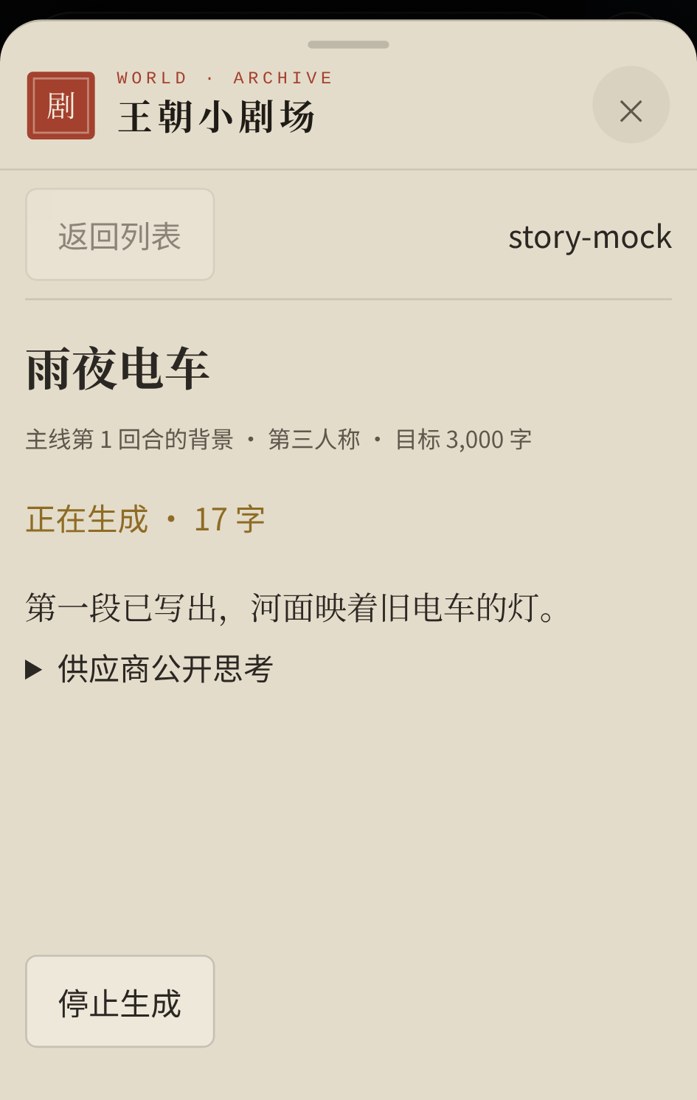 剧
WORLD · ARCHIVE
王朝小剧场
返回列表
story-mock
雨夜电车
主线第 1 回合的背景 · 第三人称 · 目标 3,000 字
正在生成 · 17 字
第一段已写出，河面映着旧电车的灯。
供应商公开思考
停止生成